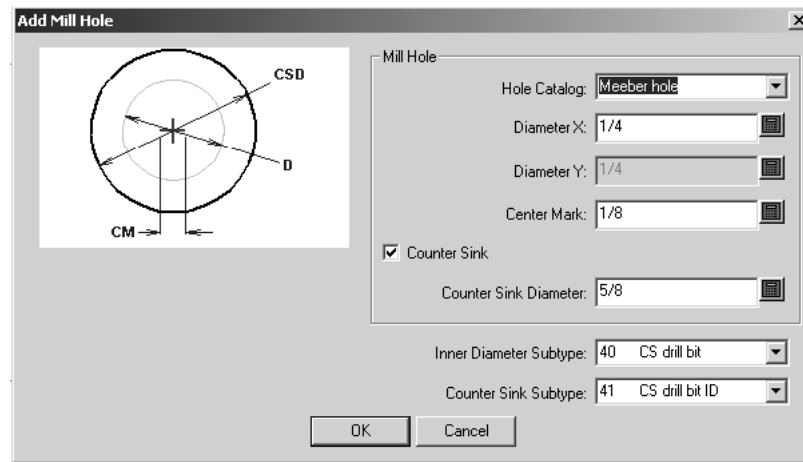 Add Mill Hole
CSD
D
CM
Mill Hole
Hole Catalog: Meeber hole
Diameter X: 1/4
Diameter Y: 1/4
Center Mark: 1/8
Counter Sink
Counter Sink Diameter: 5/8
Inner Diameter Subtype: 40 CS drill bit
Counter Sink Subtype: 41 CS drill bit ID
OK Cancel